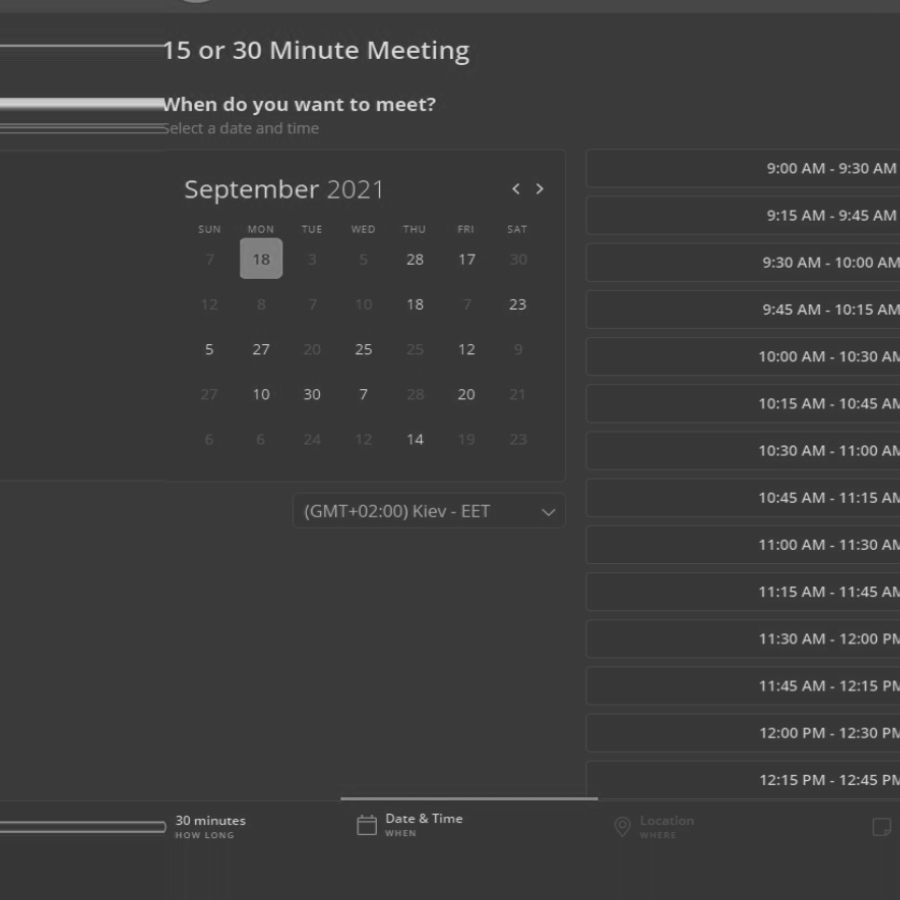 15 or 30 Minute Meeting
When do you want to meet?
Select a date and time
September 2021
SUN MON TUE WED THU FRI SAT
7 18 3 5 28 17 30
12 8 7 10 18 7 23
5 27 20 25 25 12 9
27 10 30 7 28 20 21
6 6 24 12 14 19 23
(GMT+02:00) Kiev - EET
9:00 AM - 9:30 AM
9:15 AM - 9:45 AM
9:30 AM - 10:00 AM
9:45 AM - 10:15 AM
10:00 AM - 10:30 AM
10:15 AM - 10:45 AM
10:30 AM - 11:00 AM
10:45 AM - 11:15 AM
11:00 AM - 11:30 AM
11:15 AM - 11:45 AM
11:30 AM - 12:00 PM
11:45 AM - 12:15 PM
12:00 PM - 12:30 PM
12:15 PM - 12:45 PM
30 minutes
HOW LONG
Date & Time
WHEN
Location
WHERE